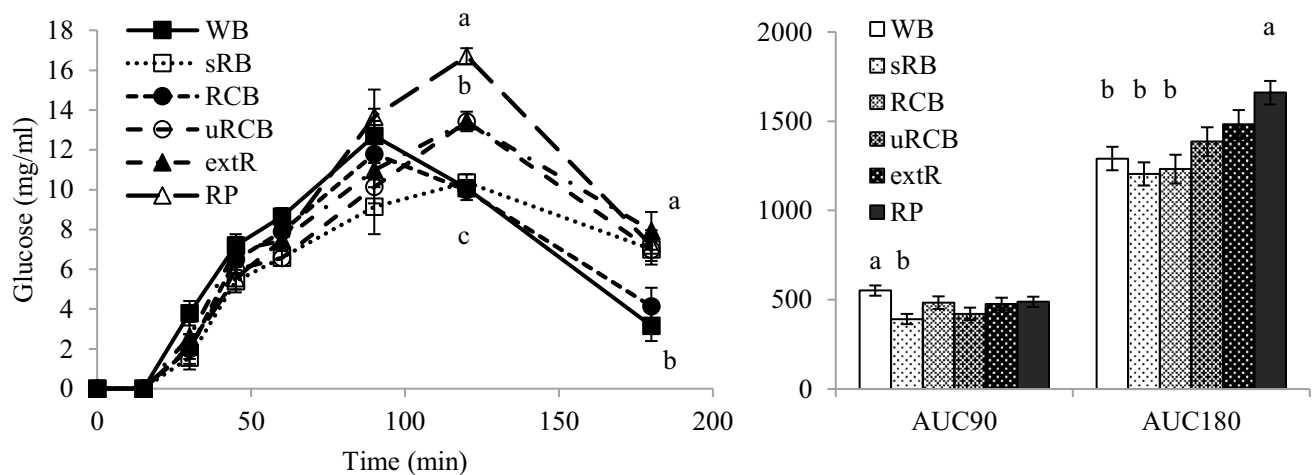 Glucose (mg/ml)
18
16
14
12
10
8
6
4
2
0
WB
sRB
RCB
uRCB
extR
RP
a
b
c
a
b
0 50 100 150 200
Time (min)
2000
1500
1000
500
0
WB
sRB
RCB
uRCB
extR
RP
a
b b b
a b
AUC90 AUC180